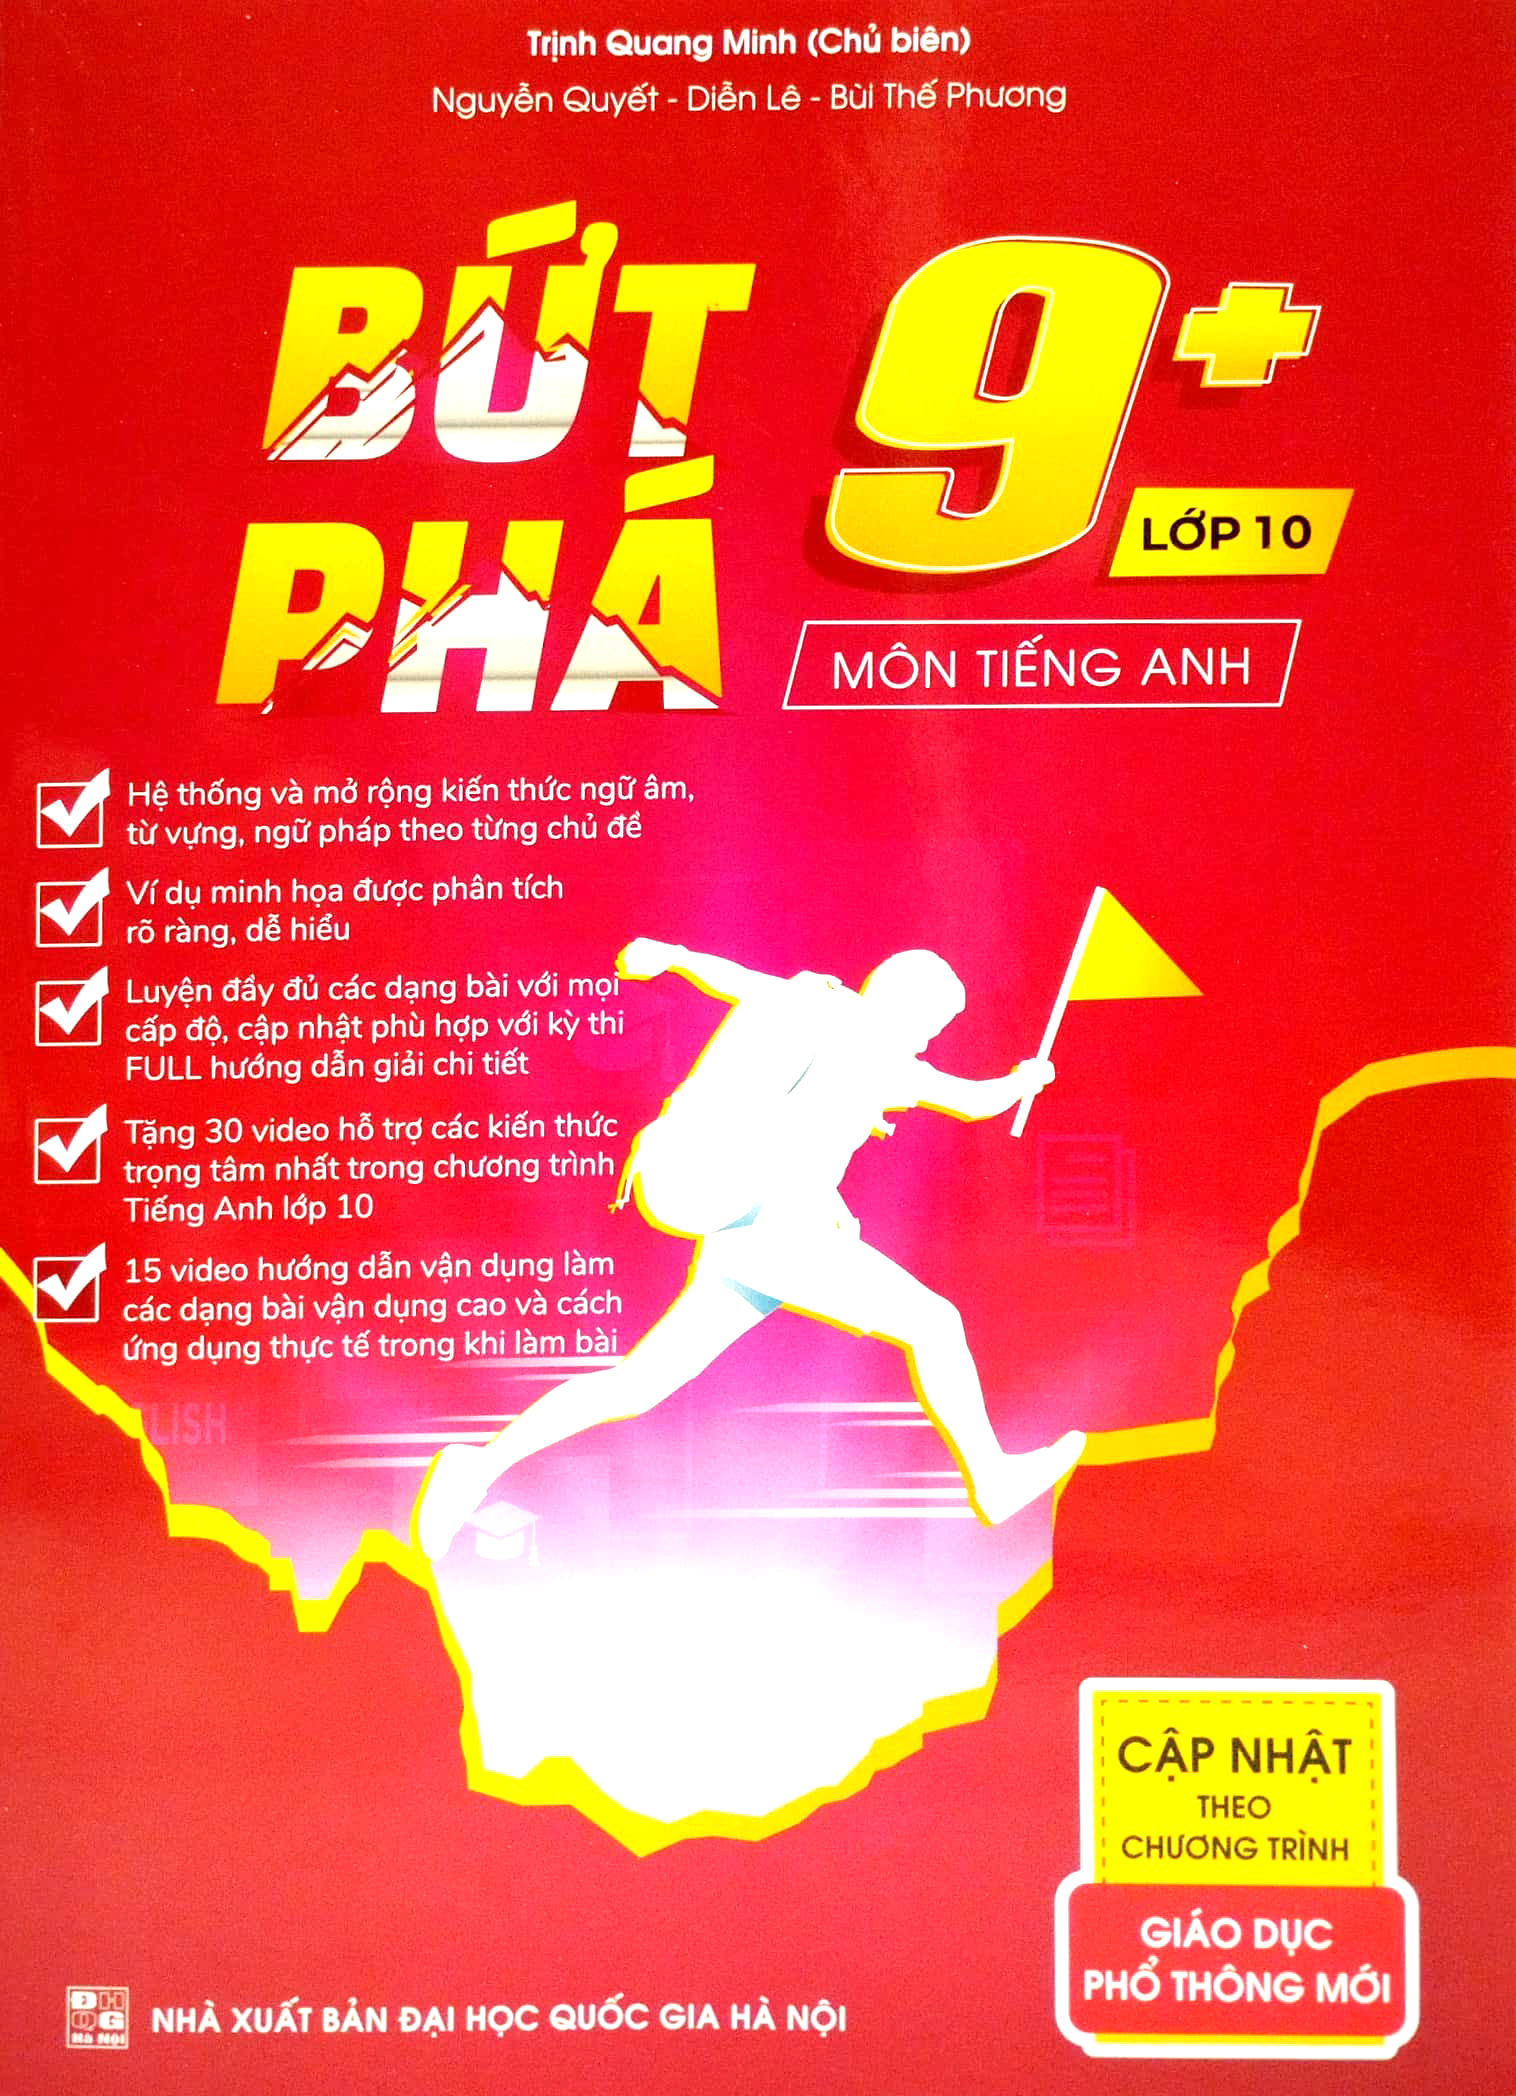 Trịnh Quang Minh (Chủ biên)
Nguyễn Quyết - Diễn Lê - Bùi Thế Phương
BỨT
PHÁ
9+
LỚP 10
MÔN TIẾNG ANH
Hệ thống và mở rộng kiến thức ngữ âm,
từ vựng, ngữ pháp theo từng chủ đề
Ví dụ minh họa được phân tích
rõ ràng, dễ hiểu
Luyện đầy đủ các dạng bài với mọi
cấp độ, cập nhật phù hợp với kỳ thi
FULL hướng dẫn giải chi tiết
Tặng 30 video hỗ trợ các kiến thức
trọng tâm nhất trong chương trình
Tiếng Anh lớp 10
15 video hướng dẫn vận dụng làm
các dạng bài vận dụng cao và cách
ứng dụng thực tế trong khi làm bài
LISH
CẬP NHẬT
THEO
CHƯƠNG TRÌNH
GIÁO DỤC
PHỔ THÔNG MỚI
ĐH
QG
Hà Nội
NHÀ XUẤT BẢN ĐẠI HỌC QUỐC GIA HÀ NỘI